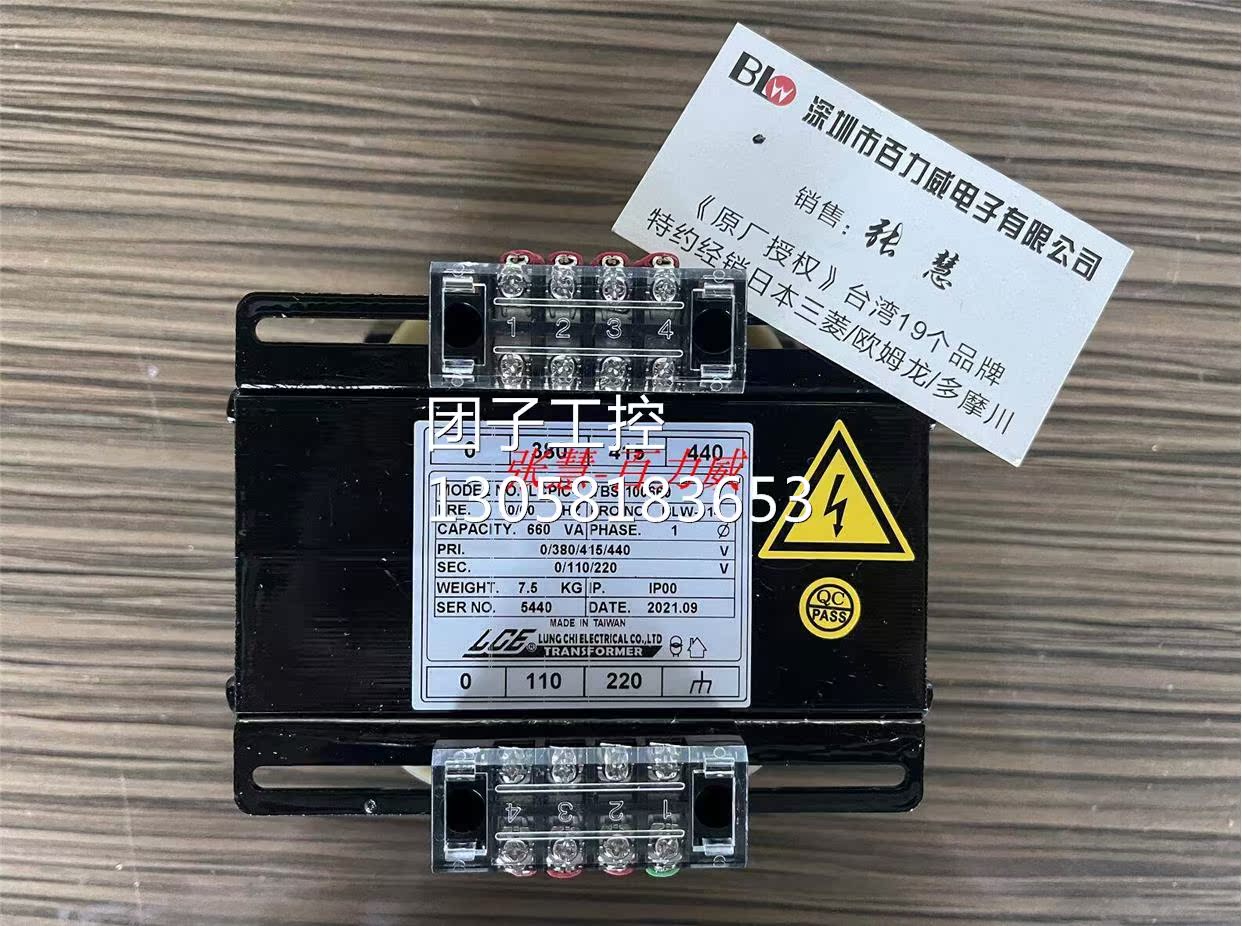 BLW 深圳市百力威电子有限公司
销售：张慧
《原厂授权》台湾19个品牌
特约经销日本三菱/欧姆龙/多摩川
1 2 3 4
团子工控
0 380 415 440
张慧 百力威
13058183653
MODEL NO.
CAPACITY. 660 VA PHASE. 1 Ø
PRI. 0/380/415/440 V
SEC. 0/110/220 V
WEIGHT. 7.5 KG IP. IP00
SER NO. 5440 DATE. 2021.09
MADE IN TAIWAN
LCE® LUNG CHI ELECTRICAL CO.,LTD
TRANSFORMER
0 110 220
QC
PASS
4 3 2 1